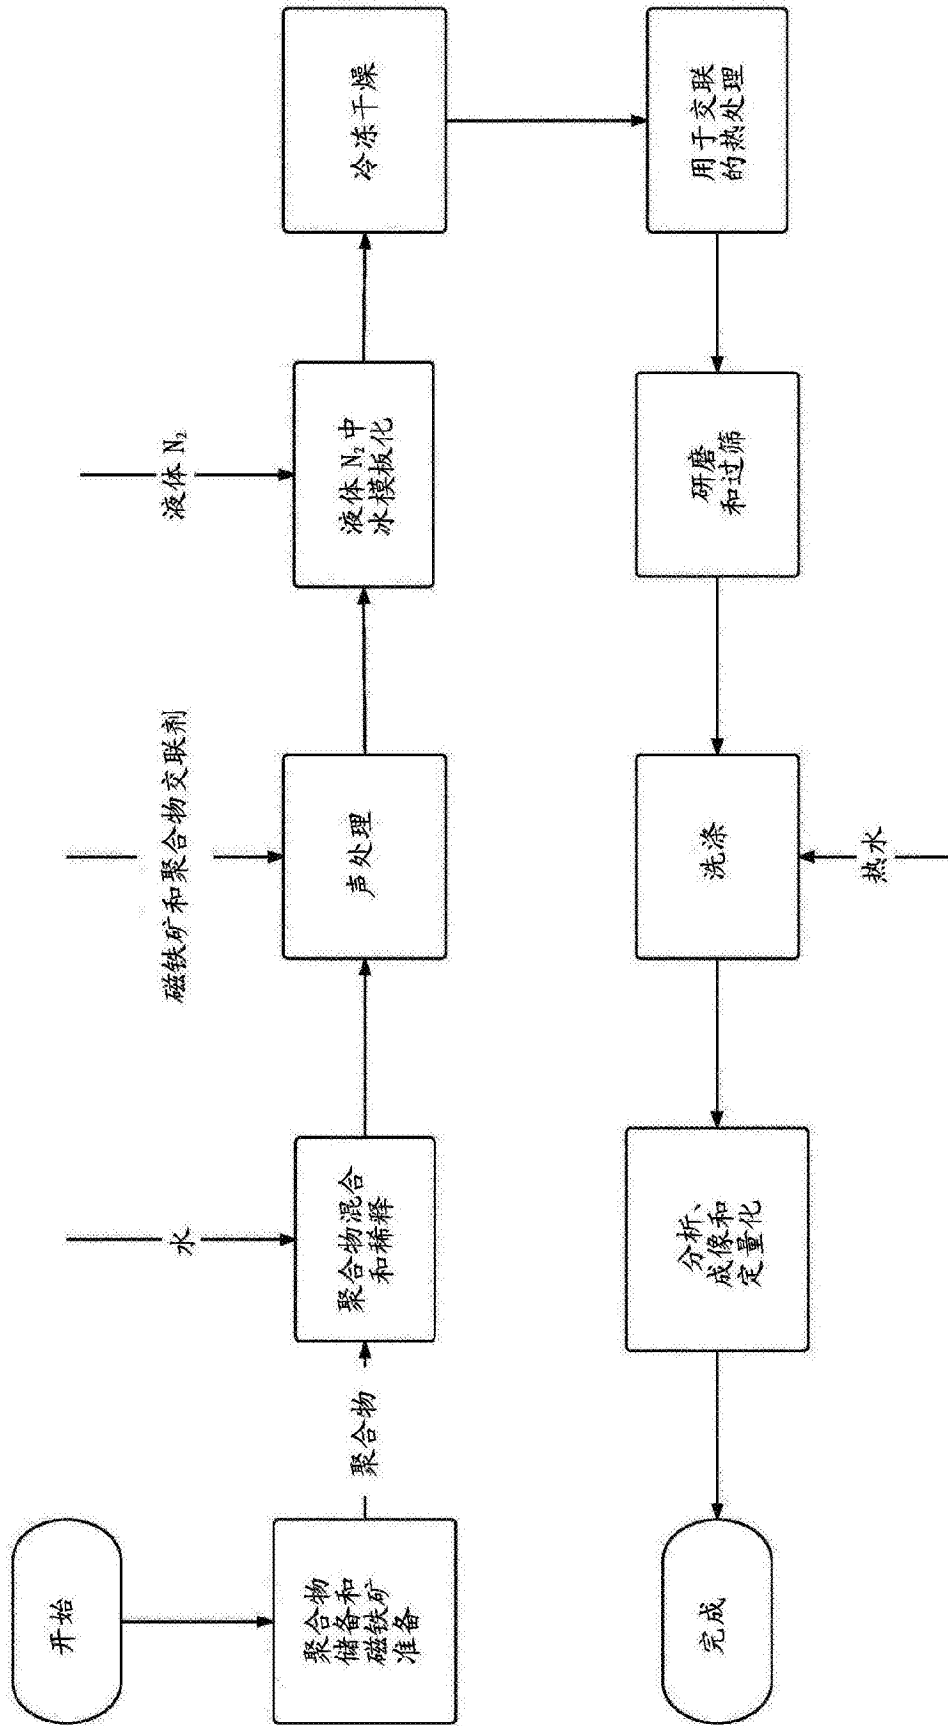 开始
聚合物
储备和
磁铁矿
准备
聚合物
水
聚合物混合
和稀释
磁铁矿和聚合物交联剂
声处理
液体 N₂
液体 N₂ 中
冰模板化
冷冻干燥
用于交联
的热处理
研磨
和过筛
洗涤
热水
分析、
成像和
定量化
完成